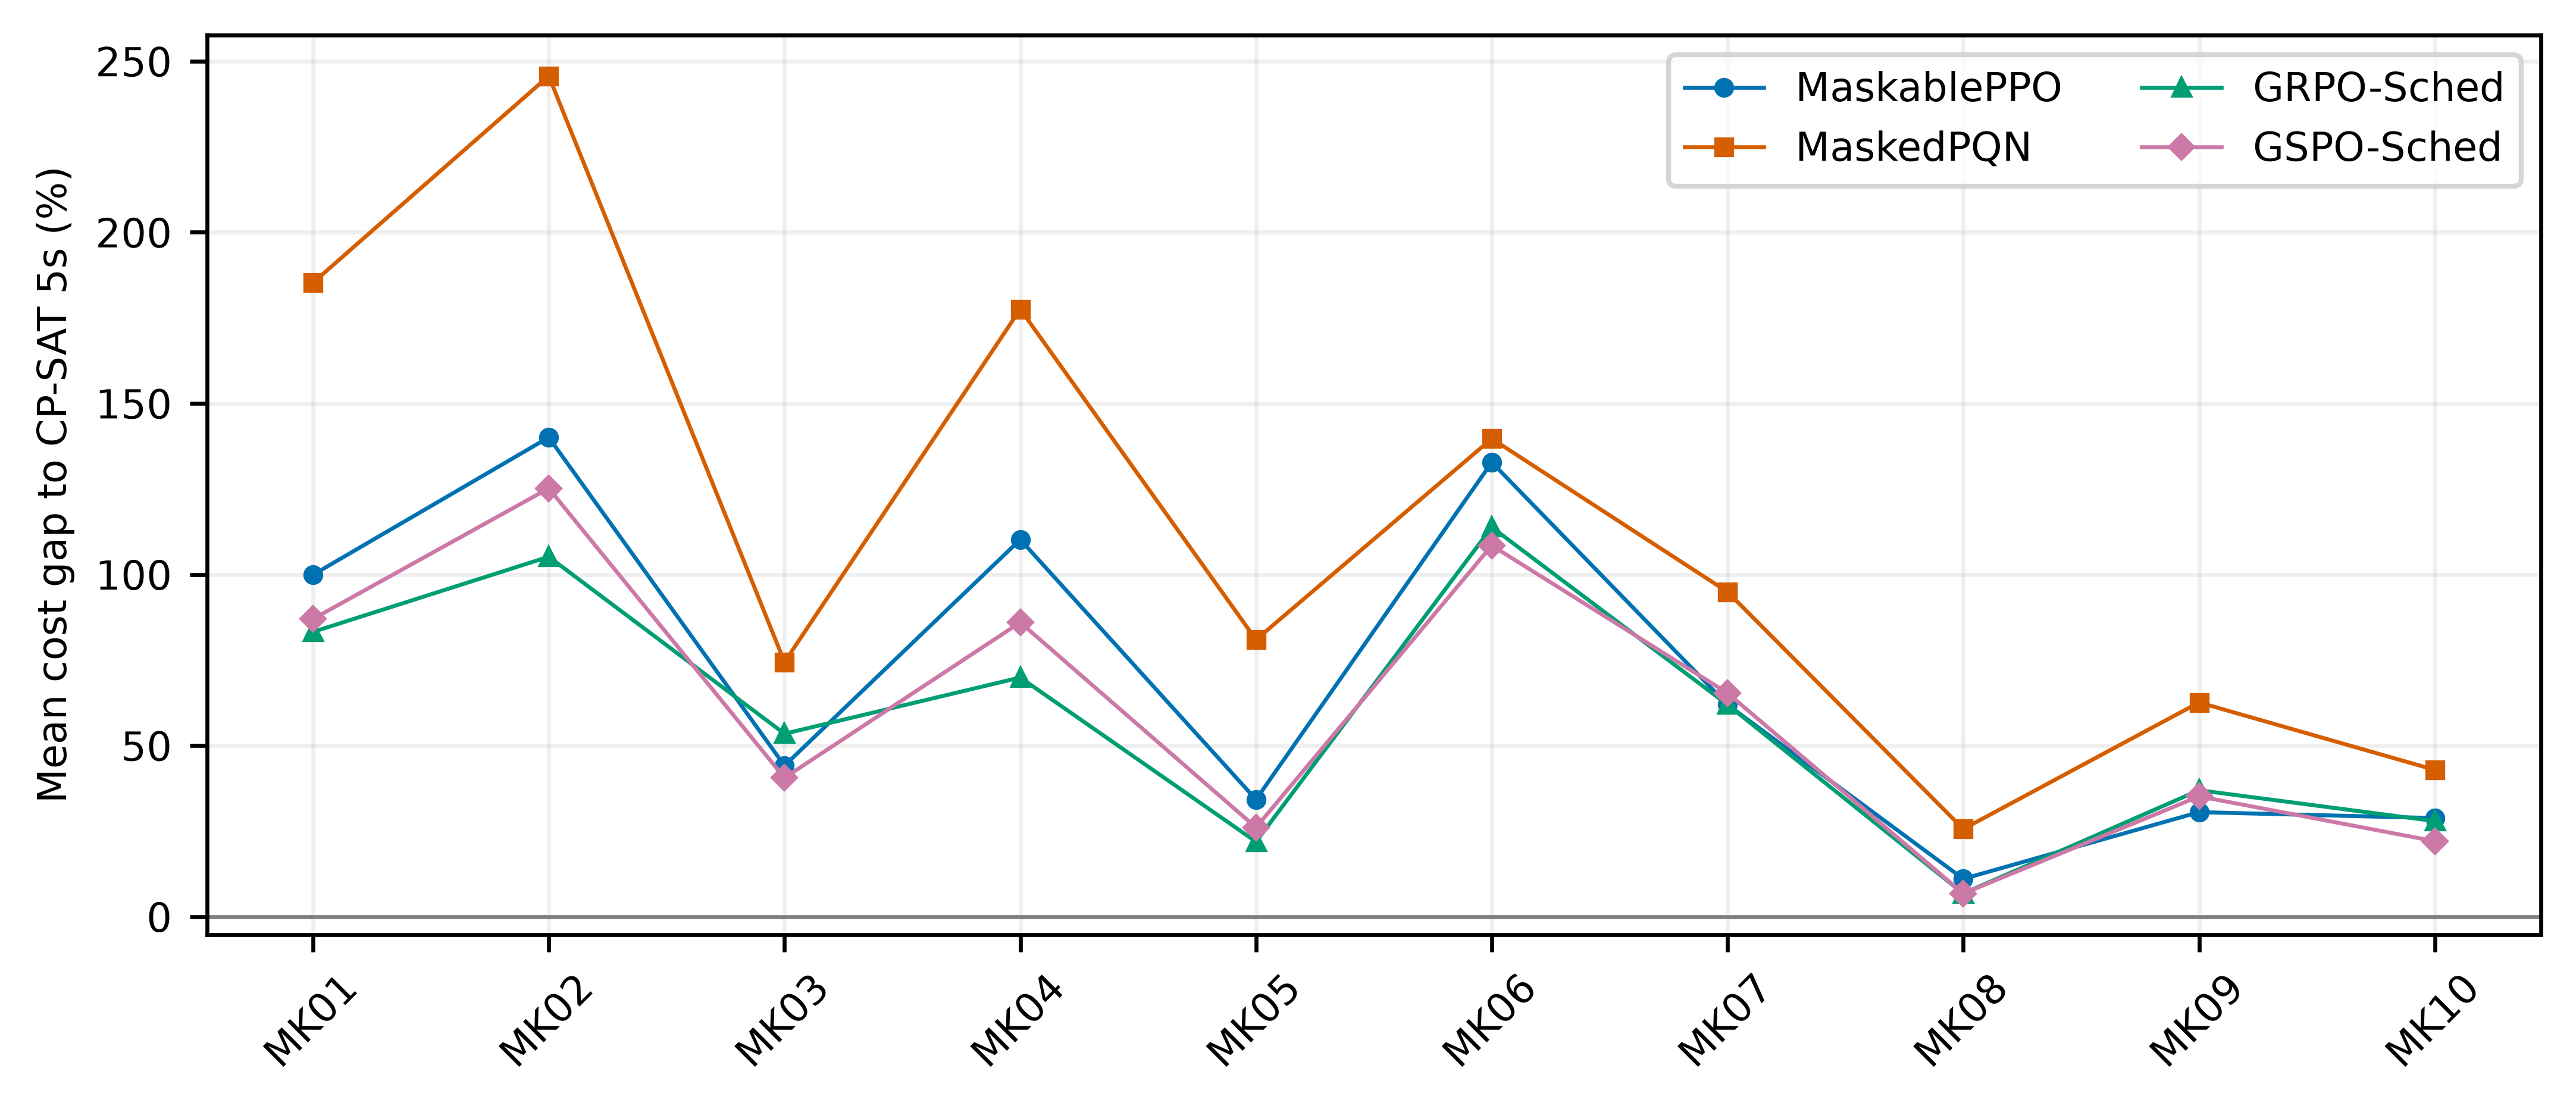 Mean cost gap to CP-SAT 5s (%)
250
200
150
100
50
0
MaskablePPO
MaskedPQN
GRPO-Sched
GSPO-Sched
MK01
MK02
MK03
MK04
MK05
MK06
MK07
MK08
MK09
MK10